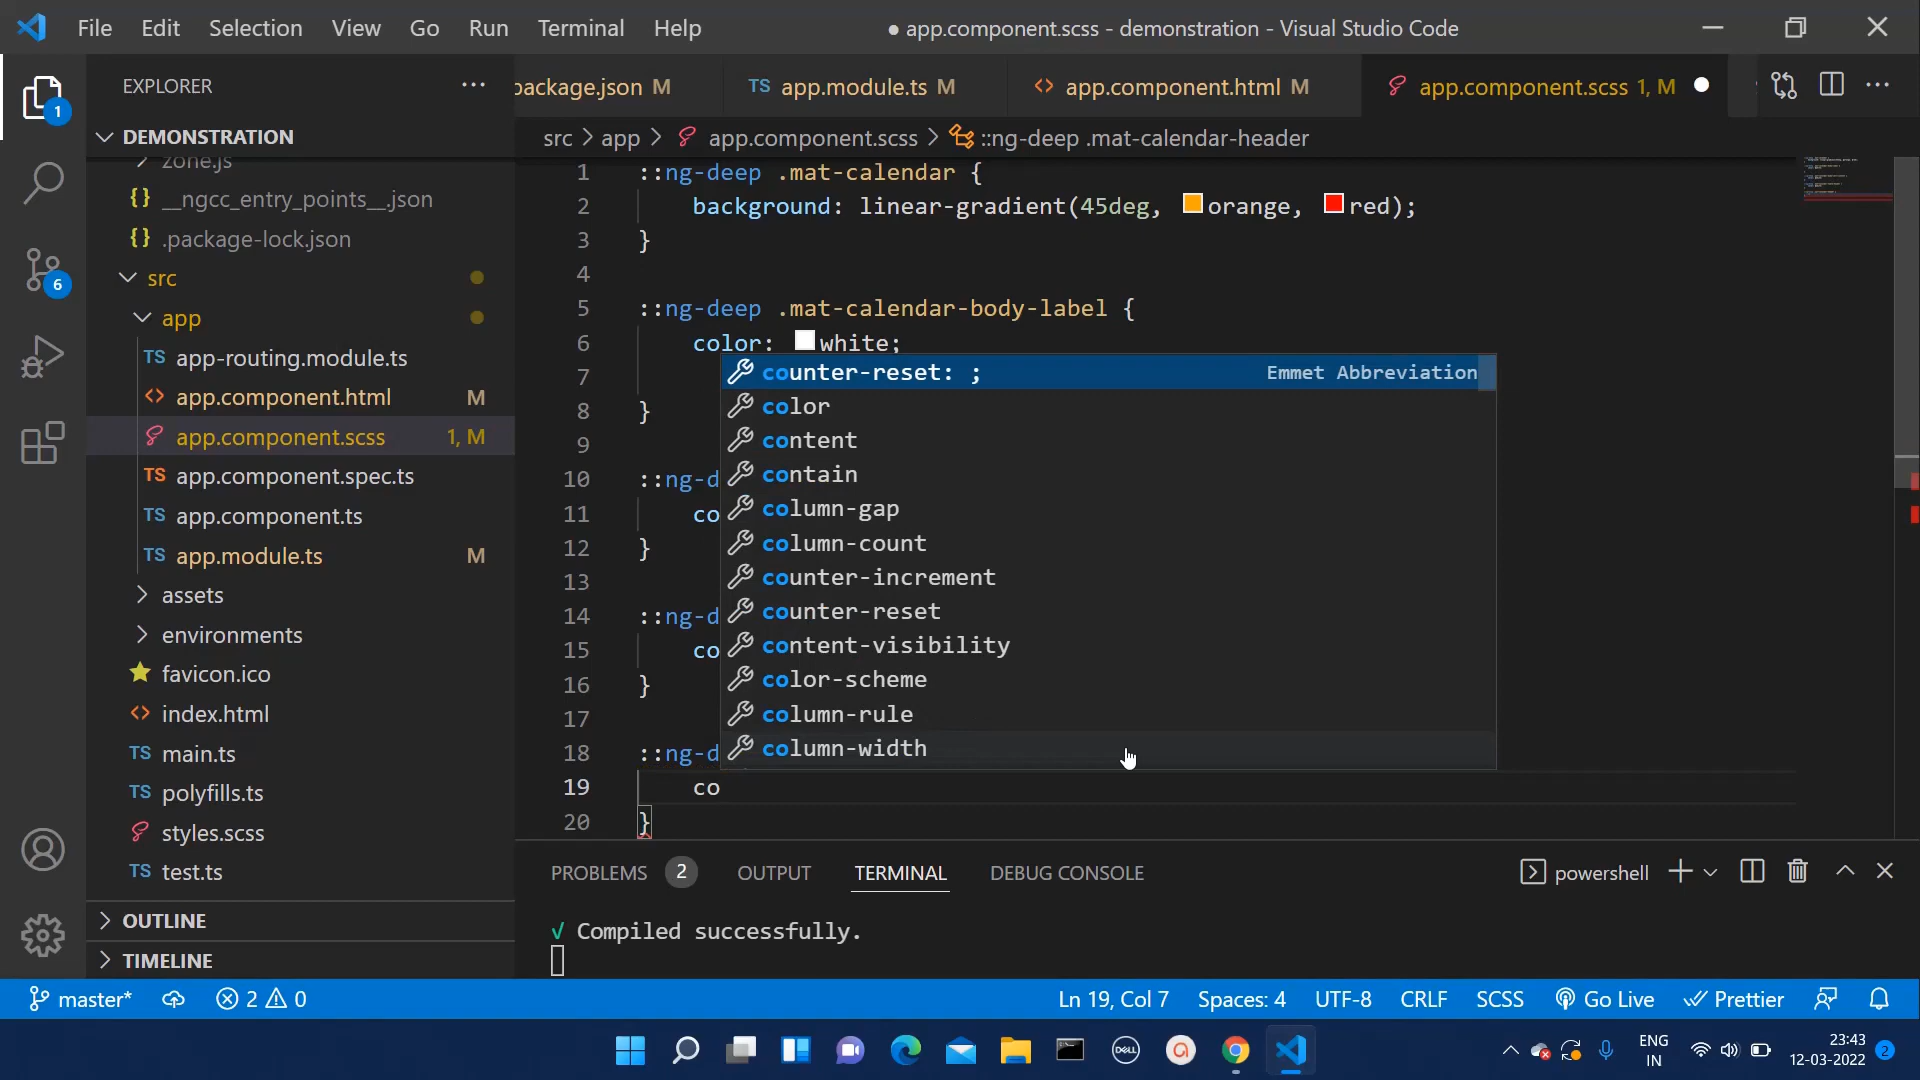 File Edit Selection View Go Run Terminal Help ● app.component.scss - demonstration - Visual Studio Code
EXPLORER ···
package.json M TS app.module.ts M <> app.component.html M app.component.scss 1, M
DEMONSTRATION
src > app > app.component.scss > ::ng-deep .mat-calendar-header
zone.js
{} __ngcc_entry_points__.json
{} .package-lock.json
src
app
TS app-routing.module.ts
<> app.component.html M
app.component.scss 1, M
TS app.component.spec.ts
TS app.component.ts
TS app.module.ts M
assets
environments
favicon.ico
<> index.html
TS main.ts
TS polyfills.ts
styles.scss
TS test.ts
OUTLINE
TIMELINE
1 ::ng-deep .mat-calendar {
2 background: linear-gradient(45deg, orange, red);
3 }
4
5 ::ng-deep .mat-calendar-body-label {
6 color: white;
7
8 }
9
10 ::ng-d
11 co
12 }
13
14 ::ng-d
15 co
16 }
17
18 ::ng-d
19 co
20 }
counter-reset: ; Emmet Abbreviation
color
content
contain
column-gap
column-count
counter-increment
counter-reset
content-visibility
color-scheme
column-rule
column-width
PROBLEMS 2 OUTPUT TERMINAL DEBUG CONSOLE powershell
√ Compiled successfully.
1
6
master* 2 0 Ln 19, Col 7 Spaces: 4 UTF-8 CRLF SCSS Go Live Prettier
DELL a ENG
IN
23:43
12-03-2022 2